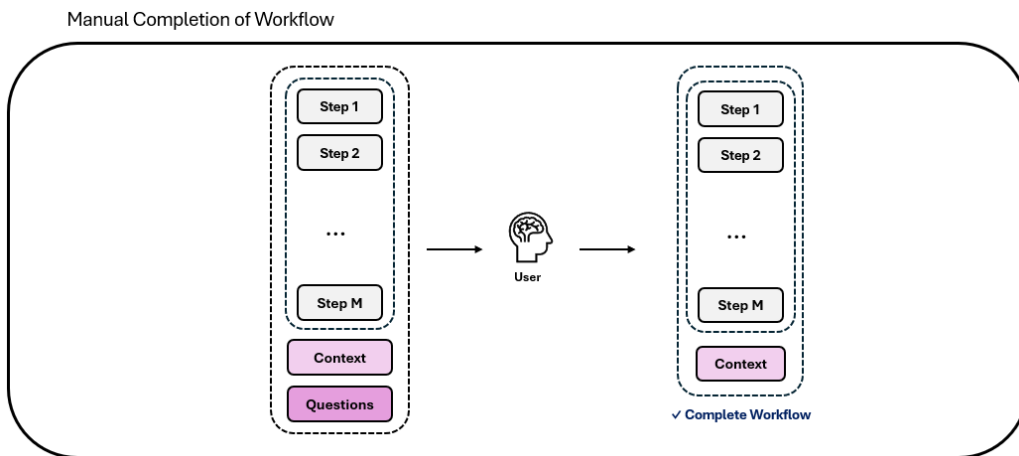 Manual Completion of Workflow
Step 1
Step 2
...
Step M
Context
Questions
User
Step 1
Step 2
...
Step M
Context
✓ Complete Workflow